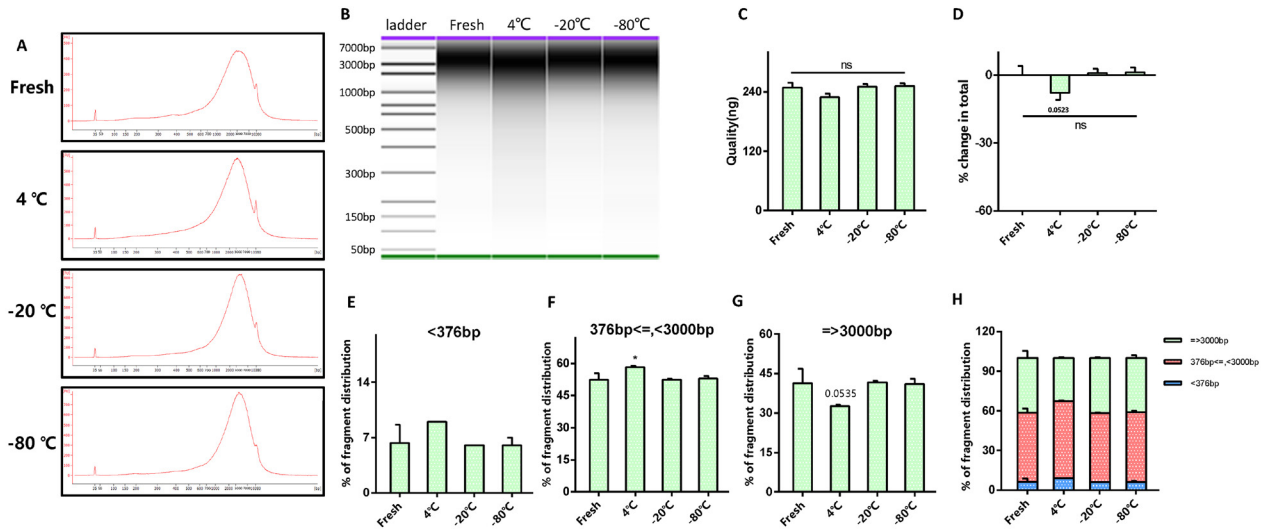 A
Fresh
4 ℃
-20 ℃
-80 ℃
B
ladder Fresh 4℃ -20℃ -80℃
7000bp
3000bp
1000bp
500bp
300bp
150bp
50bp
C
ns
Quality(ng)
240
120
0
Fresh 4℃ -20℃ -80℃
D
% change in total
0
-30
-60
0.0523
ns
Fresh 4℃ -20℃ -80℃
E
<376bp
% of fragment distribution
14
7
0
Fresh 4℃ -20℃ -80℃
F
376bp<=,<3000bp
% of fragment distribution
60
40
20
0
*
Fresh 4℃ -20℃ -80℃
G
=>3000bp
% of fragment distribution
60
45
30
15
0
0.0535
Fresh 4℃ -20℃ -80℃
H
% of fragment distribution
120
90
60
30
0
Fresh 4℃ -20℃ -80℃
=>3000bp
376bp<=,<3000bp
<376bp